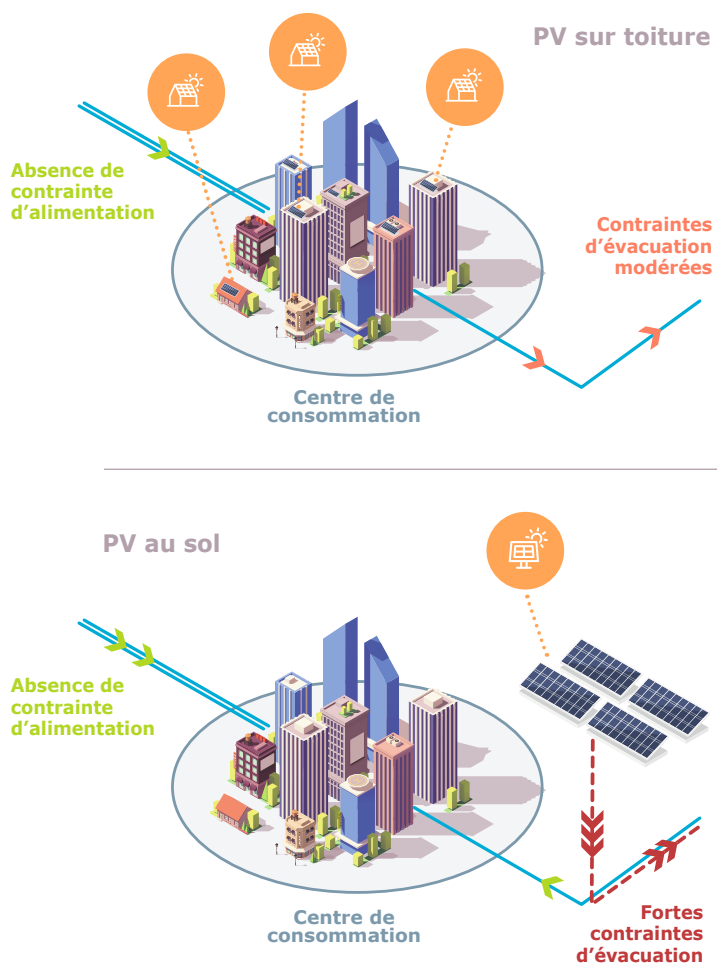 PV sur toiture
Absence de
contrainte
d’alimentation
Contraintes
d’évacuation
modérées
Centre de
consommation
PV au sol
Absence de
contrainte
d’alimentation
Centre de
consommation
Fortes
contraintes
d’évacuation